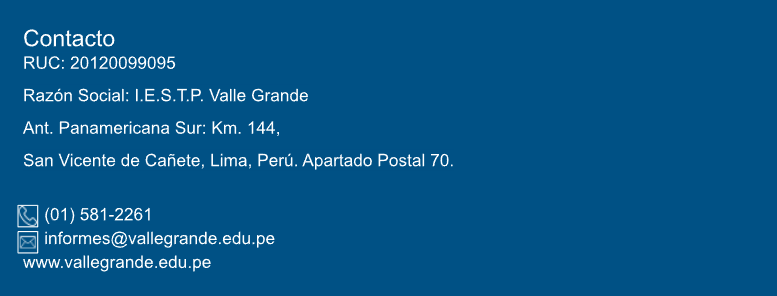 Contacto
RUC: 20120099095
Razón Social: I.E.S.T.P. Valle Grande
Ant. Panamericana Sur: Km. 144,
San Vicente de Cañete, Lima, Perú. Apartado Postal 70.
(01) 581-2261
informes@vallegrande.edu.pe
www.vallegrande.edu.pe